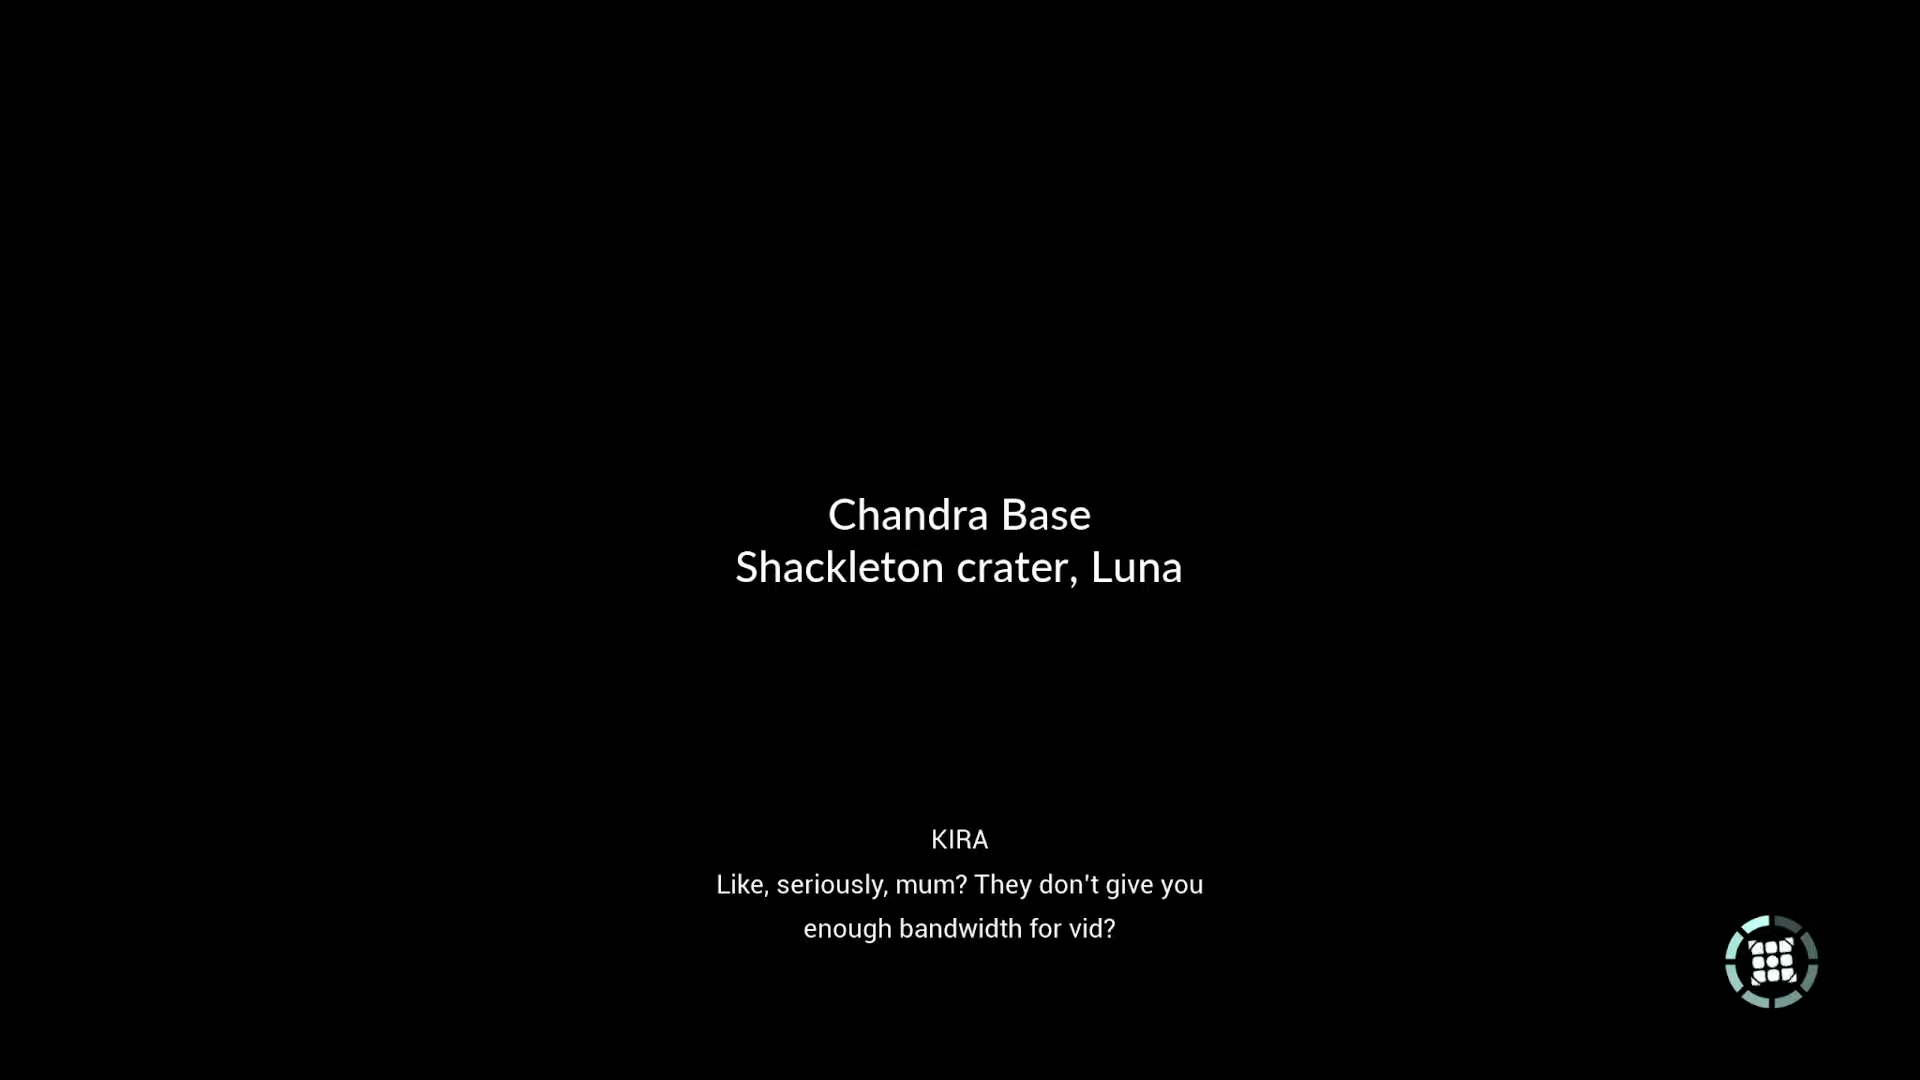 Chandra Base
Shackleton crater, Luna
KIRA
Like, seriously, mum? They don't give you
enough bandwidth for vid?